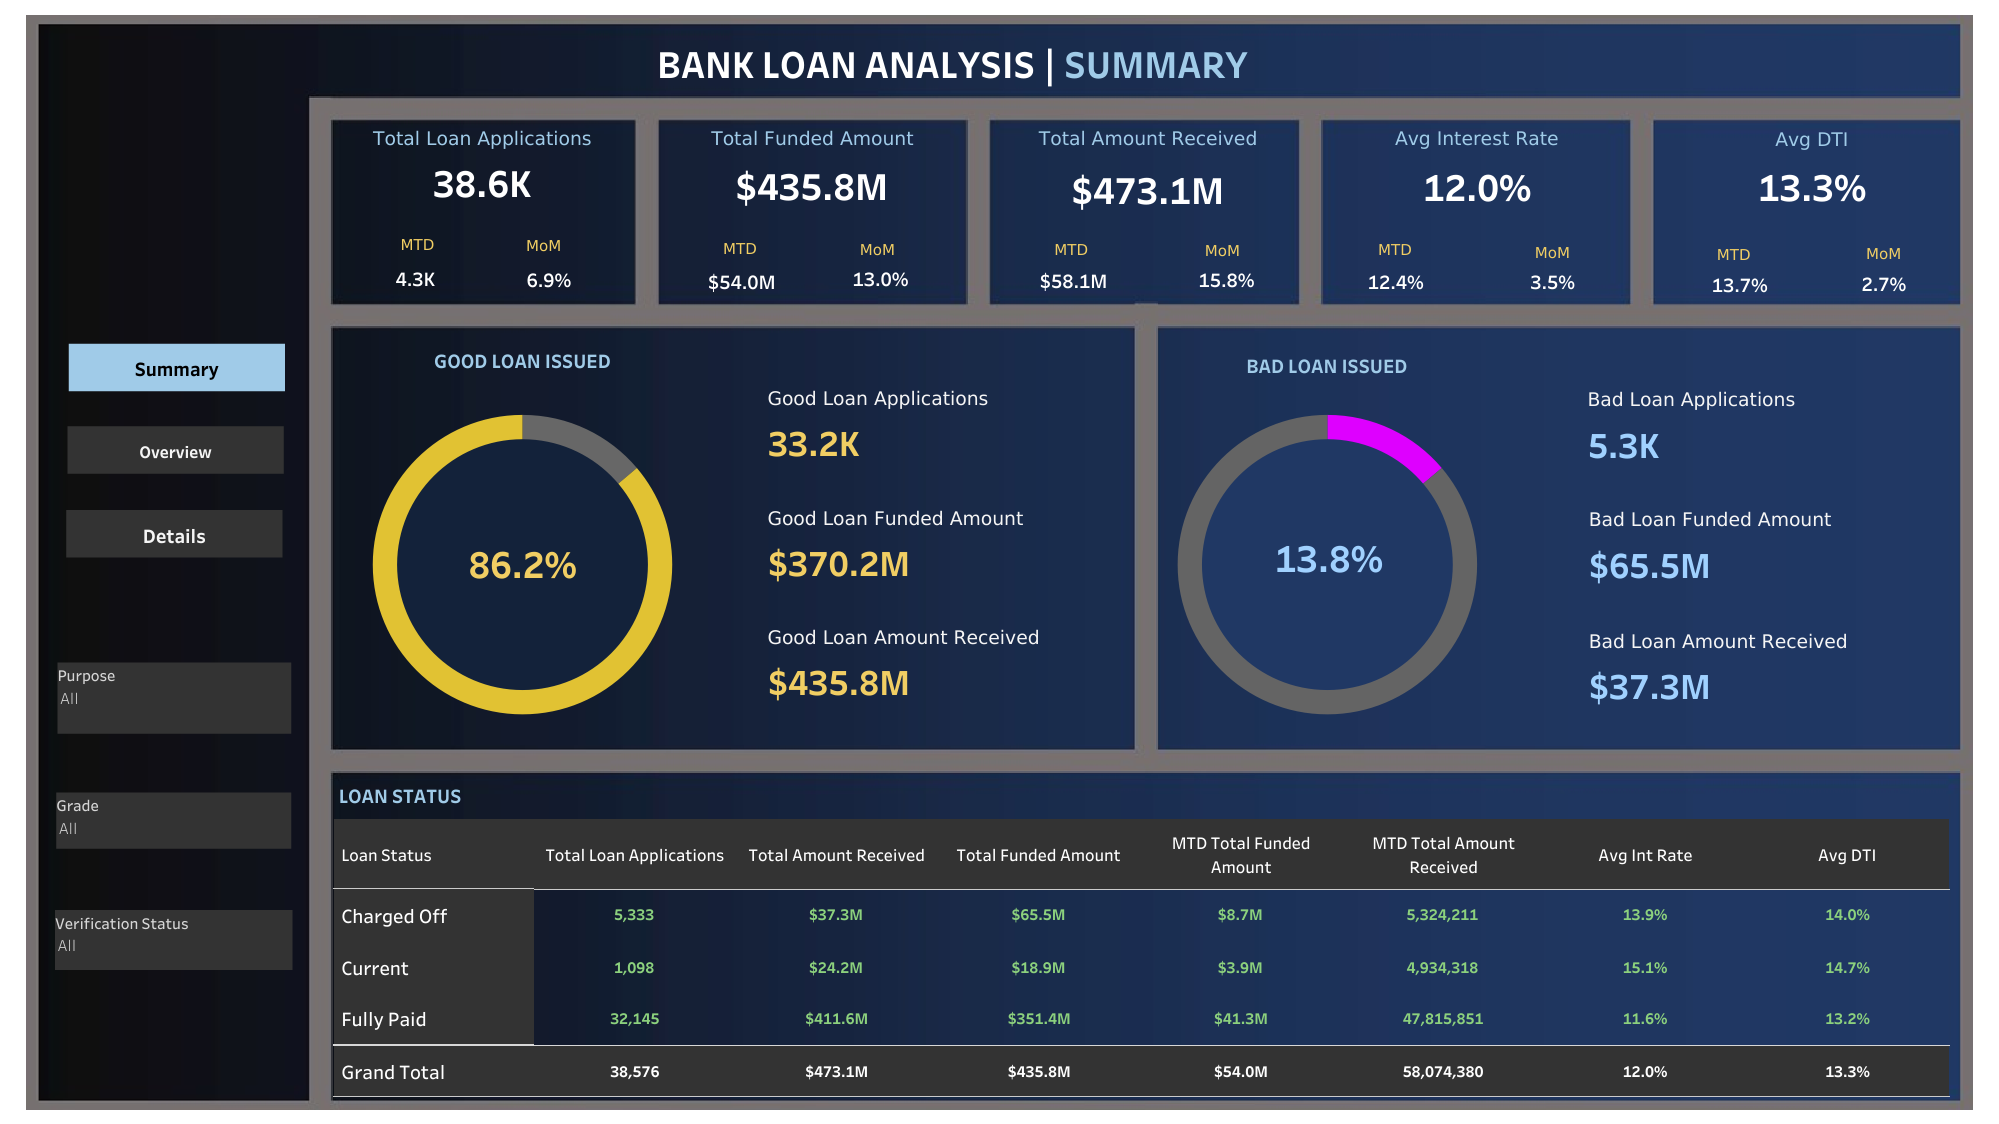 BANK LOAN ANALYSIS | SUMMARY
Total Loan Applications
38.6K
MTD MoM
4.3K 6.9%
Total Funded Amount
$435.8M
MTD MoM
$54.0M 13.0%
Total Amount Received
$473.1M
MTD MoM
$58.1M 15.8%
Avg Interest Rate
12.0%
MTD MoM
12.4% 3.5%
Avg DTI
13.3%
MTD MoM
13.7% 2.7%
Summary
Overview
Details
Purpose
All
Grade
All
Verification Status
All
GOOD LOAN ISSUED
86.2%
Good Loan Applications
33.2K
Good Loan Funded Amount
$370.2M
Good Loan Amount Received
$435.8M
BAD LOAN ISSUED
13.8%
Bad Loan Applications
5.3K
Bad Loan Funded Amount
$65.5M
Bad Loan Amount Received
$37.3M
LOAN STATUS
Loan Status Total Loan Applications Total Amount Received Total Funded Amount MTD Total Funded Amount MTD Total Amount Received Avg Int Rate Avg DTI
Charged Off 5,333 $37.3M $65.5M $8.7M 5,324,211 13.9% 14.0%
Current 1,098 $24.2M $18.9M $3.9M 4,934,318 15.1% 14.7%
Fully Paid 32,145 $411.6M $351.4M $41.3M 47,815,851 11.6% 13.2%
Grand Total 38,576 $473.1M $435.8M $54.0M 58,074,380 12.0% 13.3%